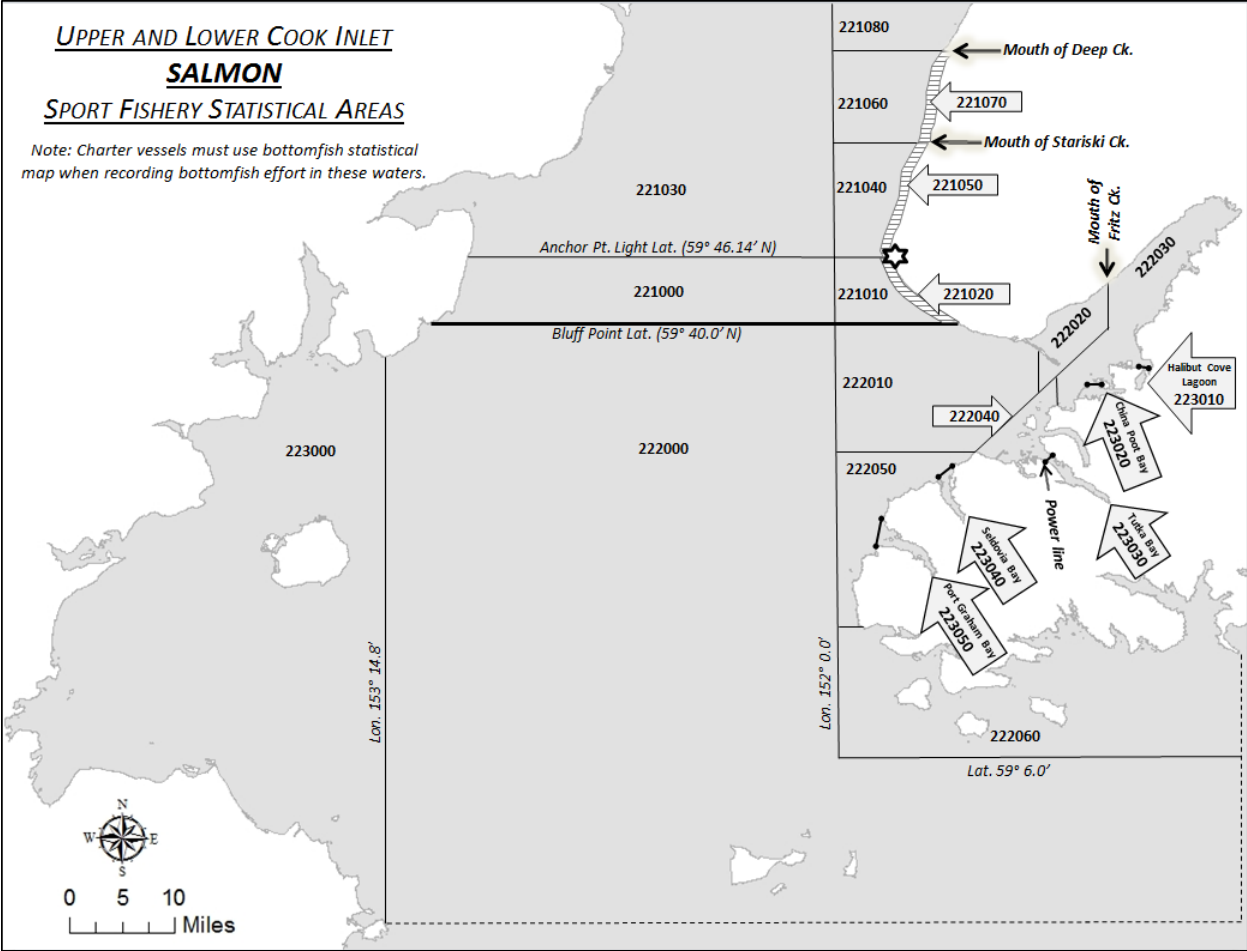 UPPER AND LOWER COOK INLET
SALMON
SPORT FISHERY STATISTICAL AREAS
Note: Charter vessels must use bottomfish statistical
map when recording bottomfish effort in these waters.
221080
Mouth of Deep Ck.
221060
221070
Mouth of Stariski Ck.
221030
221040
221050
Mouth of
Fritz Ck.
Anchor Pt. Light Lat. (59° 46.14’ N)
222030
221000
221010
221020
Bluff Point Lat. (59° 40.0’ N)
222020
Halibut Cove
Lagoon
223010
222010
222040
China Poot Bay
223020
223000
222000
222050
Power line
Tutka Bay
223030
Seldovia Bay
223040
Port Graham Bay
223050
Lon. 153° 14.8’
Lon. 152° 0.0’
222060
Lat. 59° 6.0’
N
W
E
S
0 5 10
Miles